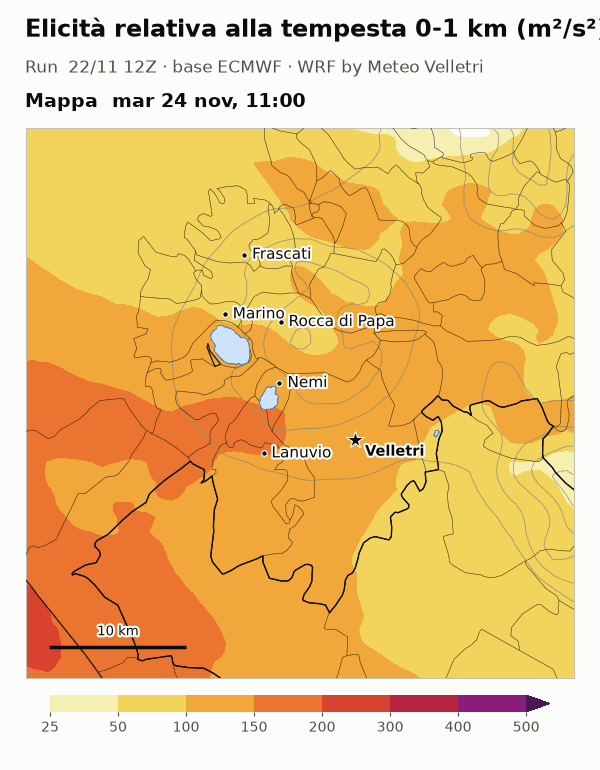 Elicità relativa alla tempesta 0-1 km (m²/s²)
Run 22/11 12Z · base ECMWF · WRF by Meteo Velletri
Mappa mar 24 nov, 11:00
Frascati
Marino
Rocca di Papa
Nemi
Velletri
Lanuvio
10 km
25 50 100 150 200 300 400 500